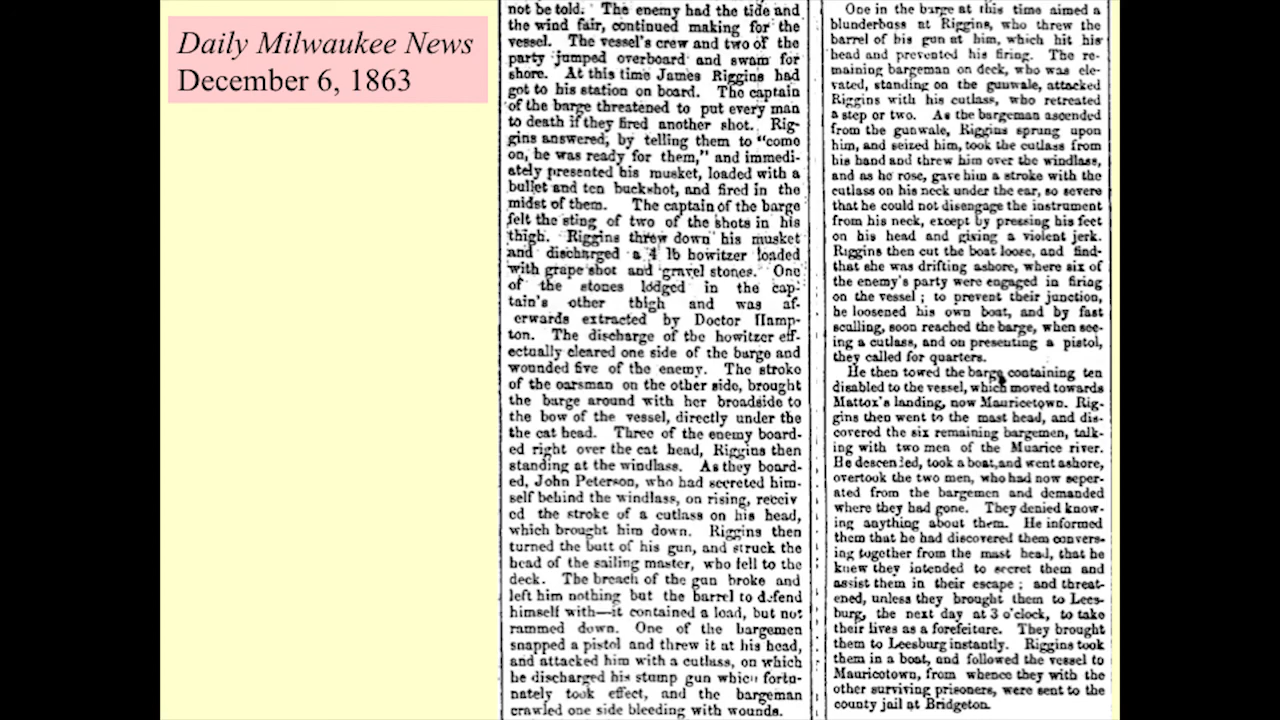 Daily Milwaukee News
December 6, 1863
not be told. The enemy had the tide and
the wind fair, continued making for the
vessel. The vessel's crew and two of the
party jumped overboard and swam for
shore. At this time James Riggins had
got to his station on board. The captain
of the barge threatened to put every man
to death if they fired another shot. Rig-
gins answered, by telling them to "come
on, he was ready for them," and immedi-
ately presented his musket, loaded with a
bullet and ten buckshot, and fired in the
midst of them. The captain of the barge
felt the sting of two of the shots in his
thigh. Riggins threw down his musket
and discharged a 4 lb howitzer loaded
with grape shot and gravel stones. One
of the stones lodged in the cap-
tain's other thigh and was af-
erwards extracted by Doctor Hamp-
ton. The discharge of the howitzer eff-
ectually cleared one side of the barge and
wounded five of the enemy. The stroke
of the oarsman on the other side, brought
the barge around with her broadside to
the bow of the vessel, directly under the
the cat head. Three of the enemy board-
ed right over the cat head, Riggins then
standing at the windlass. As they board-
ed, John Peterson, who had secreted him-
self behind the windlass, on rising, receiv
ed the stroke of a cutlass on his head,
which brought him down. Riggins then
turned the butt of his gun, and struck the
head of the sailing master, who fell to the
deck. The breach of the gun broke and
left him nothing but the barrel to defend
himself with—it contained a load, but not
rammed down. One of the bargemen
snapped a pistol and threw it at his head,
and attacked him with a cutlass, on which
he discharged his stump gun which fortu-
nately took effect, and the bargeman
crawled one side bleeding with wounds.
One in the barge at this time aimed a
blunderbuss at Riggins, who threw the
barrel of his gun at him, which hit his
head and prevented his firing. The re-
maining bargeman on deck, who was ele-
vated, standing on the gunwale, attacked
Riggins with his cutlass, who retreated
a step or two. As the bargeman ascended
from the gunwale, Riggins sprung upon
him, and seized him, took the cutlass from
his hand and threw him over the windlass,
and as he rose, gave him a stroke with the
cutlass on his neck under the ear, so severe
that he could not disengage the instrument
from his neck, except by pressing his feet
on his head and giving a violent jerk.
Riggins then cut the boat loose, and find-
that she was drifting ashore, where six of
the enemy's party were engaged in firing
on the vessel; to prevent their junction,
he loosened his own boat, and by fast
sculling, soon reached the barge, when see-
ing a cutlass, and on presenting a pistol,
they called for quarters.
He then towed the barge containing ten
disabled to the vessel, which moved towards
Mattox's landing, now Mauricetown. Rig-
gins then went to the mast head, and dis-
covered the six remaining bargemen, talk-
ing with two men of the Muarice river.
He descended, took a boat,and went ashore,
overtook the two men, who had now seper-
ated from the bargemen and demanded
where they had gone. They denied know-
ing anything about them. He informed
them that he had discovered them convers-
ing together from the mast head, that he
knew they intended to secret them and
assist them in their escape; and threat-
ened, unless they brought them to Lees-
burg, the next day at 3 o'clock, to take
their lives as a forefeiture. They brought
them to Leesburg instantly. Riggins took
them in a boat, and followed the vessel to
Mauricetown, from whence they with the
other surviving prisoners, were sent to the
county jail at Bridgeton.